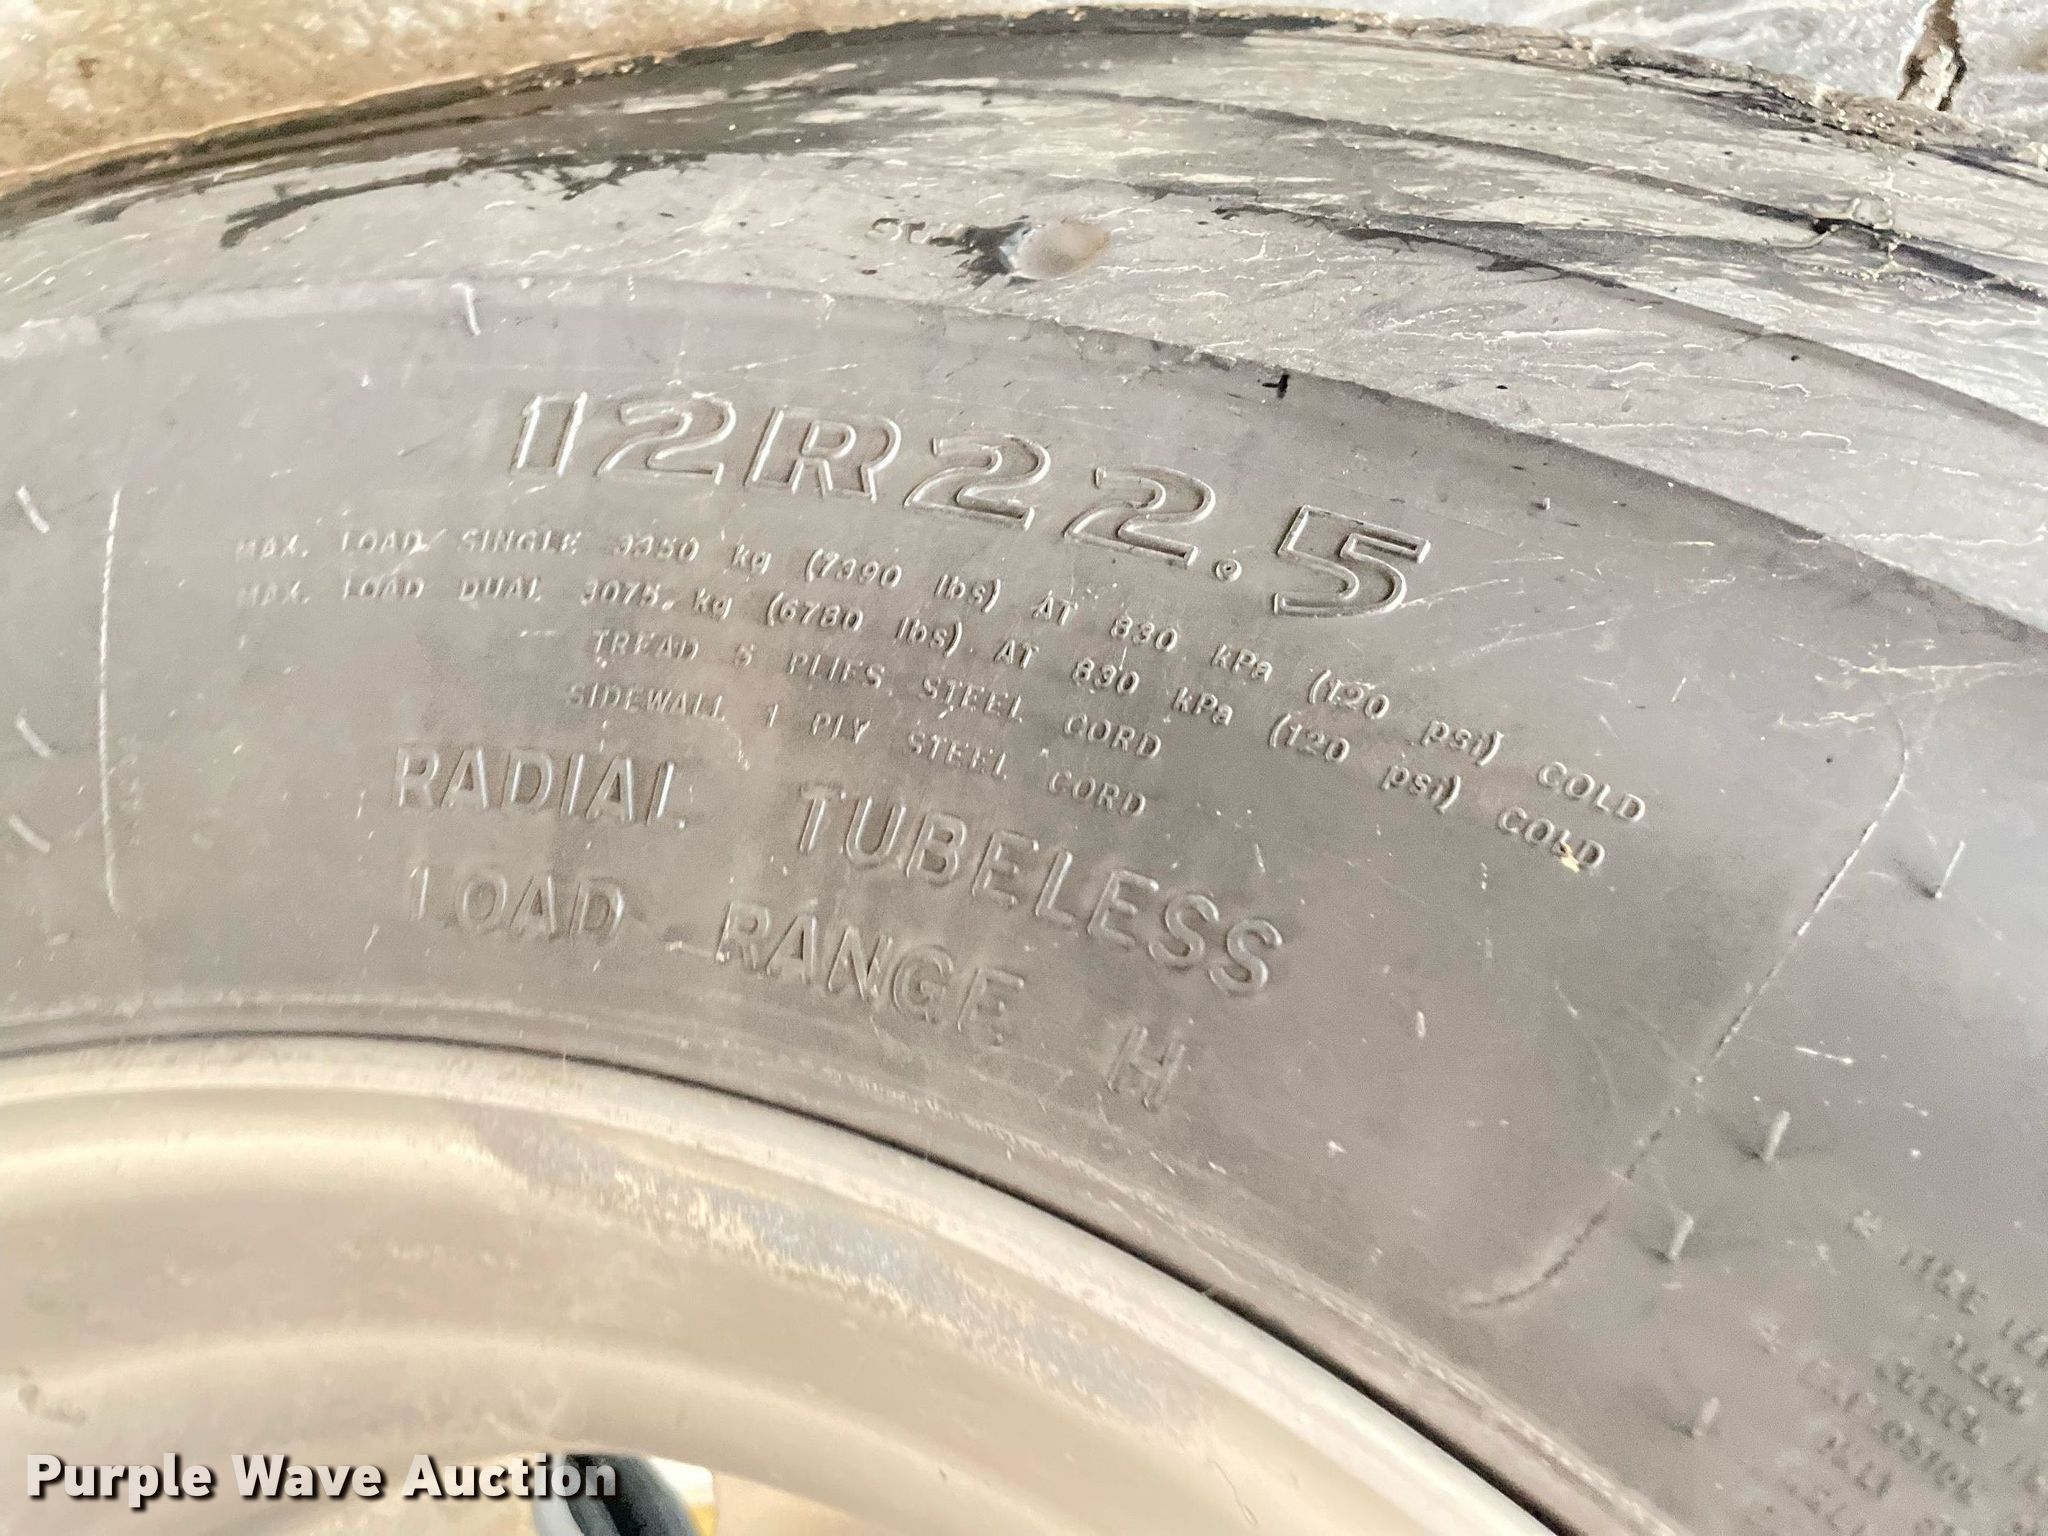 12R22.5
MAX. LOAD SINGLE 3350 kg (7390 lbs) AT 830 kPa (120 psi) COLD
MAX. LOAD DUAL 3075 kg (6780 lbs) AT 830 kPa (120 psi) COLD
TREAD 5 PLIES STEEL CORD
SIDEWALL 1 PLY STEEL CORD
RADIAL TUBELESS
LOAD RANGE H
Purple Wave Auction